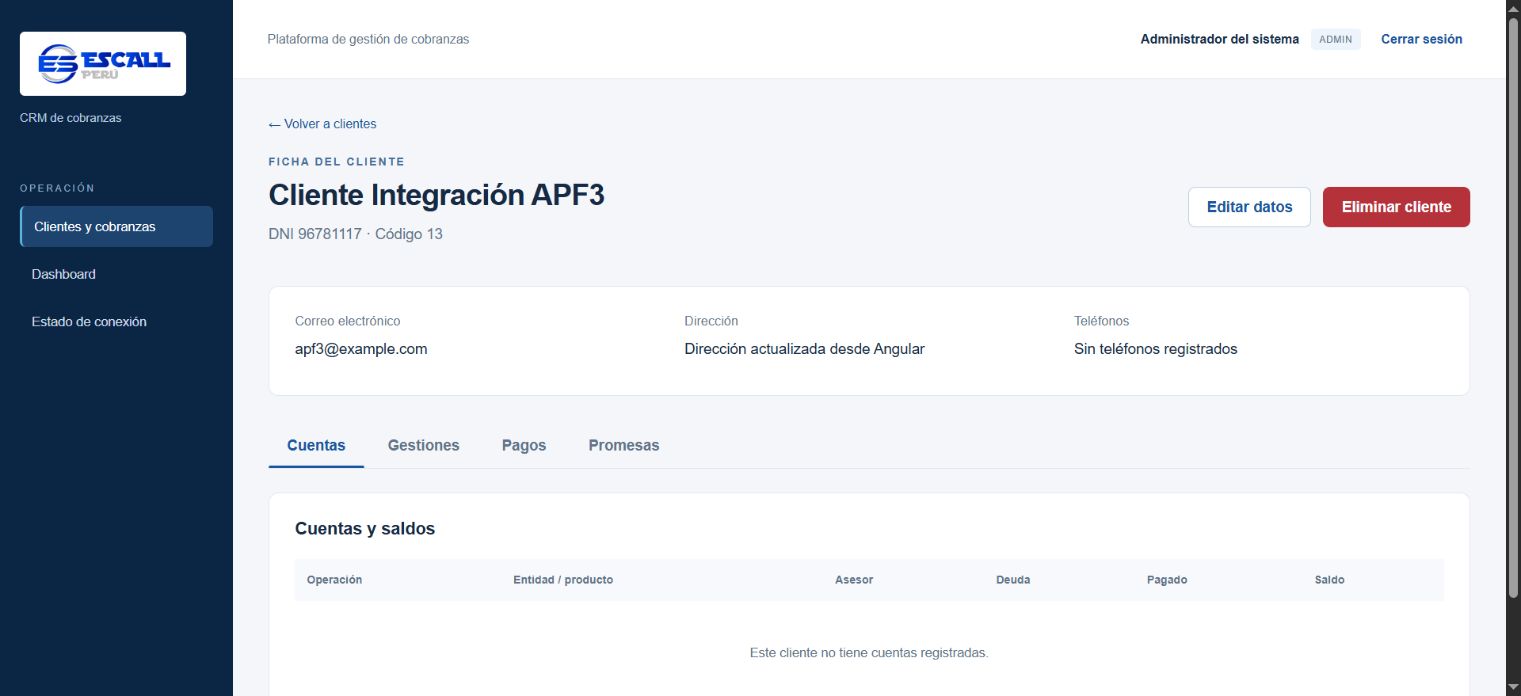 ESCALL
PERÚ
CRM de cobranzas
OPERACIÓN
Clientes y cobranzas
Dashboard
Estado de conexión
Plataforma de gestión de cobranzas
Administrador del sistema ADMIN Cerrar sesión
← Volver a clientes
FICHA DEL CLIENTE
Cliente Integración APF3
DNI 96781117 · Código 13
Editar datos Eliminar cliente
Correo electrónico Dirección Teléfonos
apf3@example.com Dirección actualizada desde Angular Sin teléfonos registrados
Cuentas Gestiones Pagos Promesas
Cuentas y saldos
Operación Entidad / producto Asesor Deuda Pagado Saldo
Este cliente no tiene cuentas registradas.